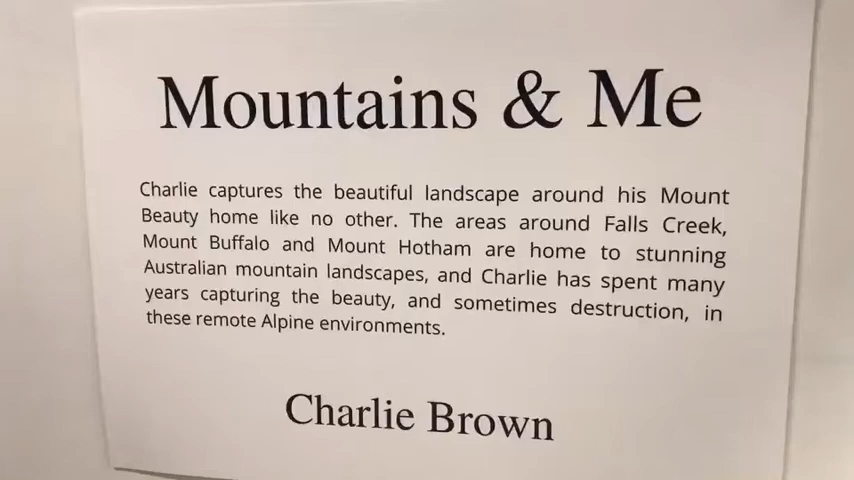 Mountains & Me
Charlie captures the beautiful landscape around his Mount
Beauty home like no other. The areas around Falls Creek,
Mount Buffalo and Mount Hotham are home to stunning
Australian mountain landscapes, and Charlie has spent many
years capturing the beauty, and sometimes destruction, in
these remote Alpine environments.
Charlie Brown